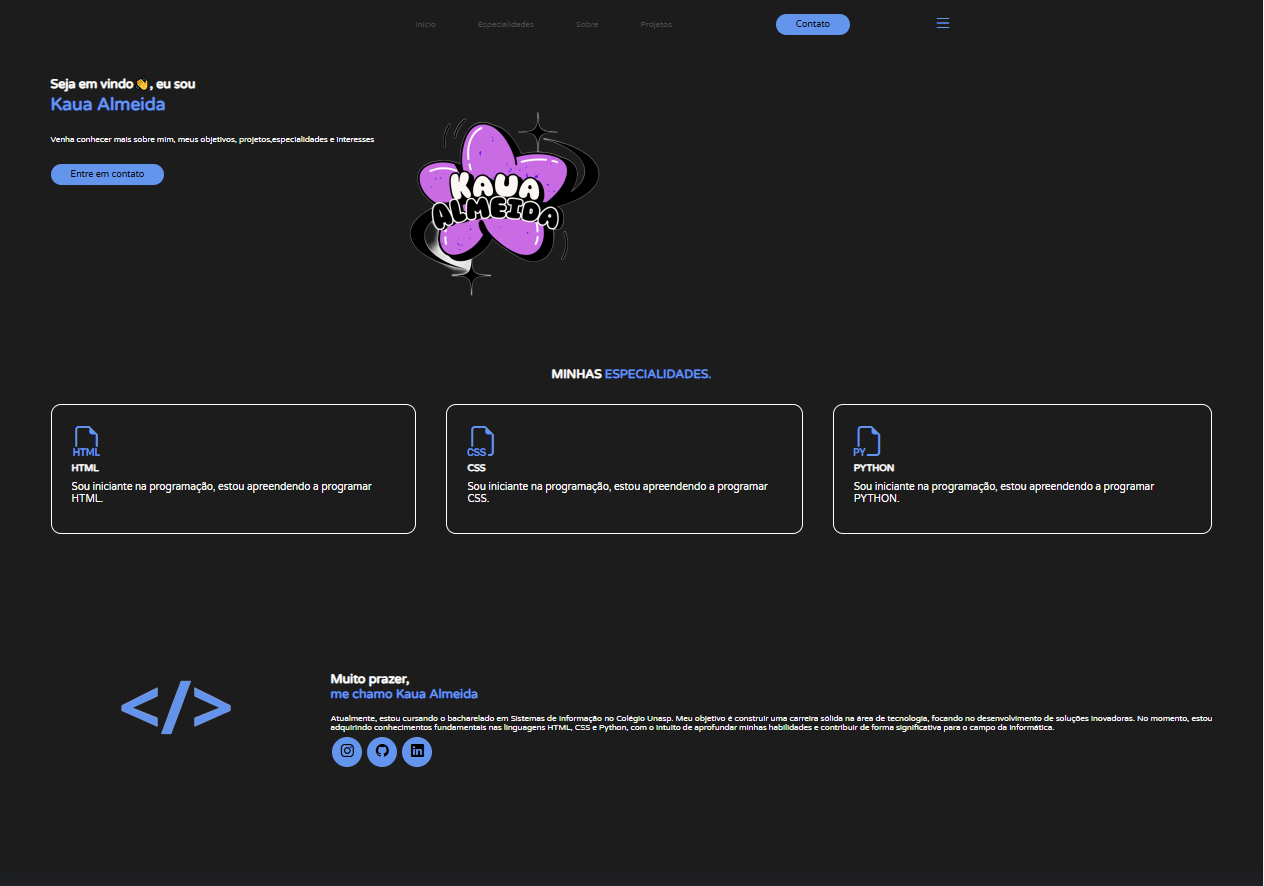 Inicio Especialidades Sobre Projetos Contato
Seja em vindo 👋, eu sou
Kaua Almeida
Venha conhecer mais sobre mim, meus objetivos, projetos,especialidades e interesses
Entre em contato
KAUA
ALMEIDA
MINHAS ESPECIALIDADES.
HTML
HTML
Sou iniciante na programação, estou apreendendo a programar
HTML.
CSS
CSS
Sou iniciante na programação, estou apreendendo a programar
CSS.
PY
PYTHON
Sou iniciante na programação, estou apreendendo a programar
PYTHON.
</>
Muito prazer,
me chamo Kaua Almeida
Atualmente, estou cursando o bacharelado em Sistemas de Informação no Colégio Unasp. Meu objetivo é construir uma carreira sólida na área de tecnologia, focando no desenvolvimento de soluções inovadoras. No momento, estou
adquirindo conhecimentos fundamentais nas linguagens HTML, CSS e Python, com o intuito de aprofundar minhas habilidades e contribuir de forma significativa para o campo da informática.
in